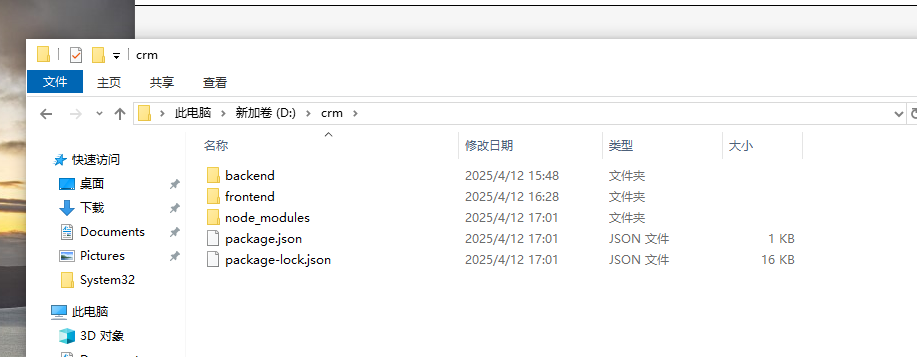 crm
文件 主页 共享 查看
此电脑 新加卷 (D:) crm
名称 修改日期 类型 大小
快速访问
桌面
下载
Documents
Pictures
System32
此电脑
3D 对象
backend 2025/4/12 15:48 文件夹
frontend 2025/4/12 16:28 文件夹
node_modules 2025/4/12 17:01 文件夹
package.json 2025/4/12 17:01 JSON 文件 1 KB
package-lock.json 2025/4/12 17:01 JSON 文件 16 KB